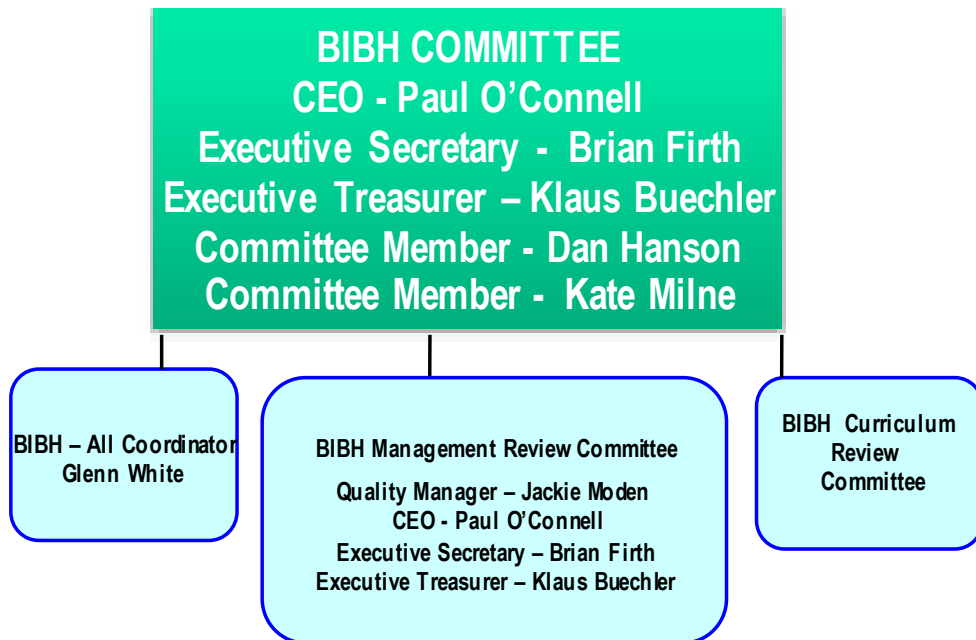 BIBH COMMITTEE
CEO - Paul O’Connell
Executive Secretary - Brian Firth
Executive Treasurer – Klaus Buechler
Committee Member - Dan Hanson
Committee Member - Kate Milne
BIBH – All Coordinator
Glenn White
BIBH Management Review Committee
Quality Manager – Jackie Moden
CEO - Paul O’Connell
Executive Secretary – Brian Firth
Executive Treasurer – Klaus Buechler
BIBH Curriculum
Review
Committee